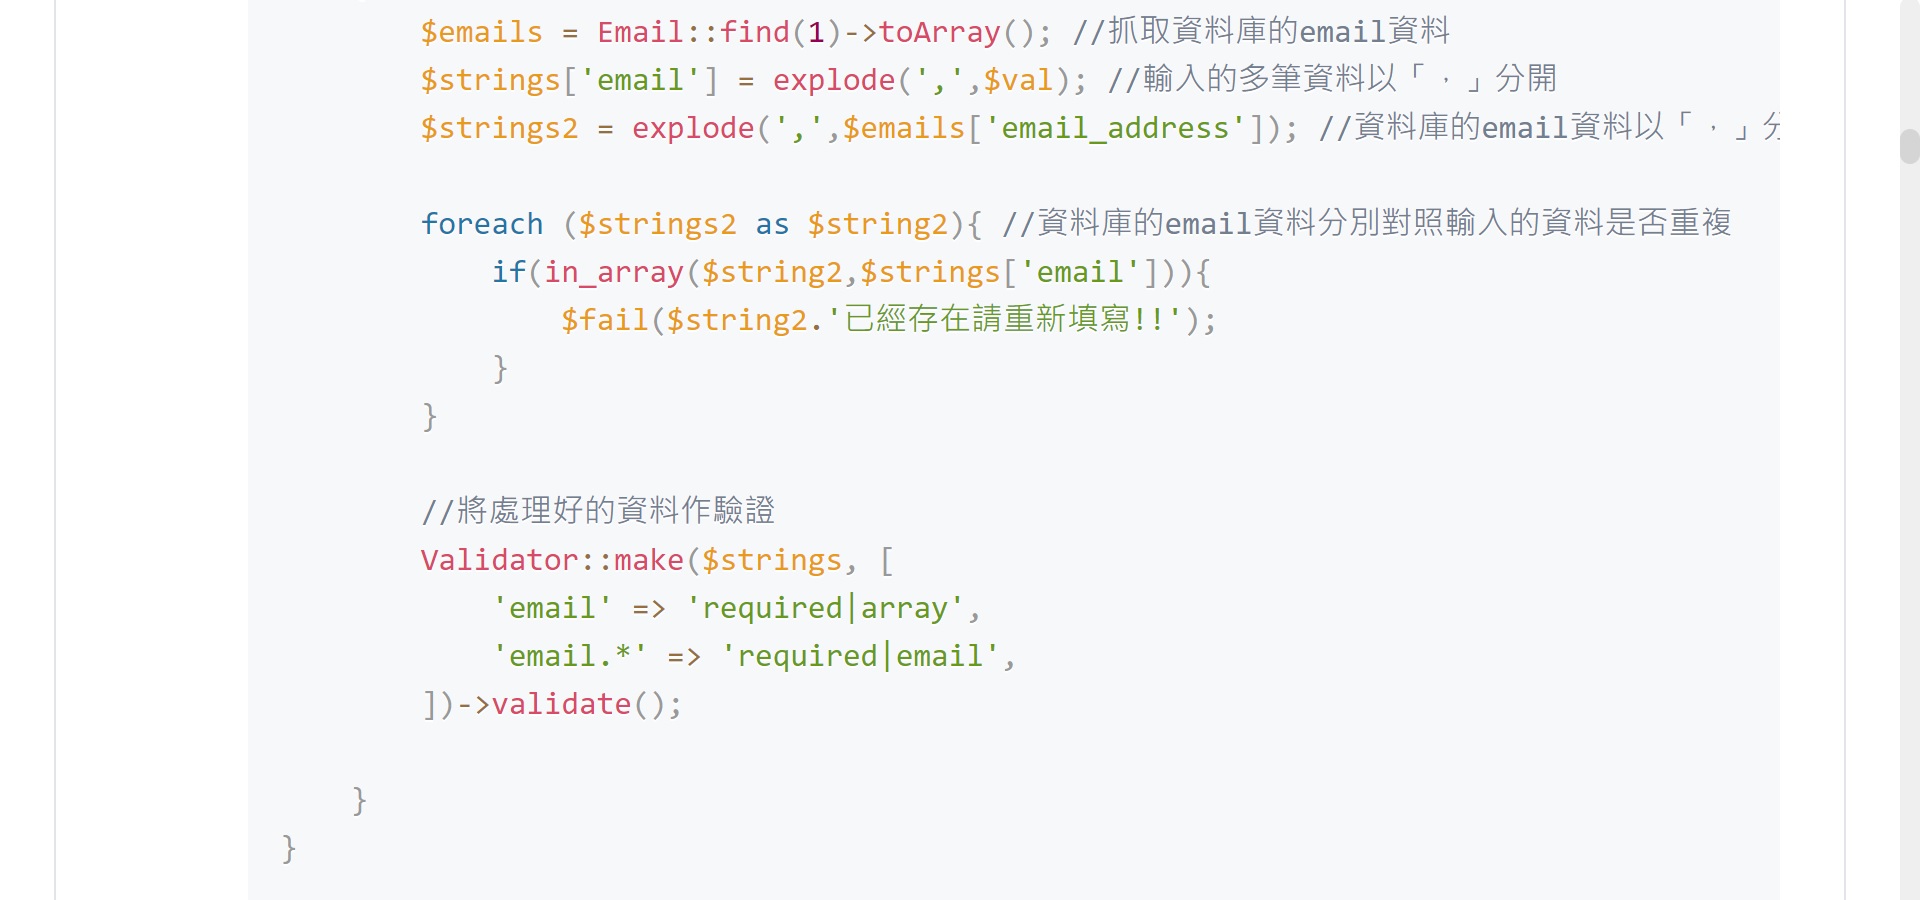 $emails = Email::find(1)->toArray(); //抓取資料庫的email資料
$strings['email'] = explode(',',$val); //輸入的多筆資料以「，」分開
$strings2 = explode(',',$emails['email_address']); //資料庫的email資料以「，」分
foreach ($strings2 as $string2){ //資料庫的email資料分別對照輸入的資料是否重複
if(in_array($string2,$strings['email'])){
$fail($string2.'已經存在請重新填寫!!');
}
}
//將處理好的資料作驗證
Validator::make($strings, [
'email' => 'required|array',
'email.*' => 'required|email',
])->validate();
}
}